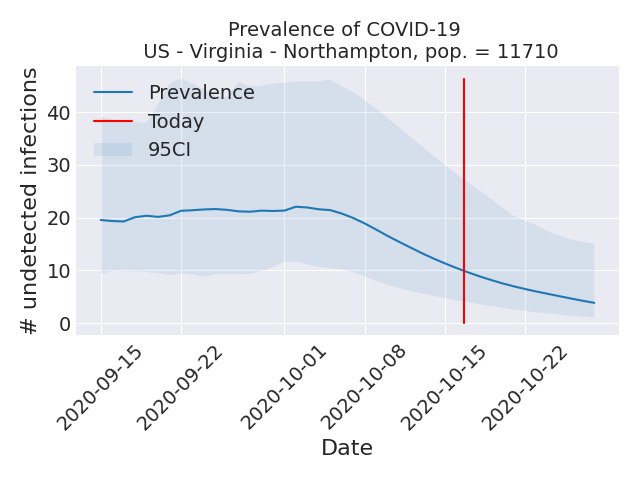 Prevalence of COVID-19
US - Virginia - Northampton, pop. = 11710
# undetected infections
40
30
20
10
0
Prevalence
Today
95CI
2020-09-15
2020-09-22
2020-10-01
2020-10-08
2020-10-15
2020-10-22
Date